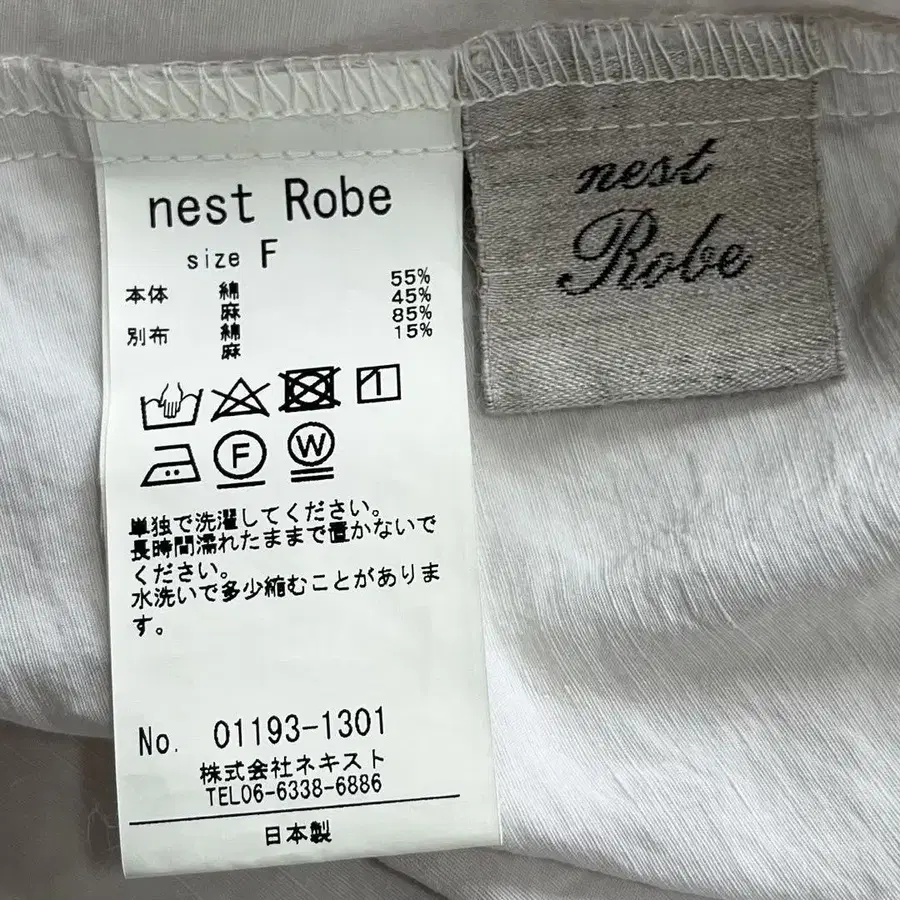 nest Robe
size F
本体 綿 55%
麻 45%
別布 綿 85%
麻 15%
F W
単独で洗濯してください。
長時間濡れたままで置かないで
ください。
水洗いで多少縮むことがありま
す。
No. 01193-1301
株式会社ネキスト
TEL06-6338-6886
日本製
nest
Robe